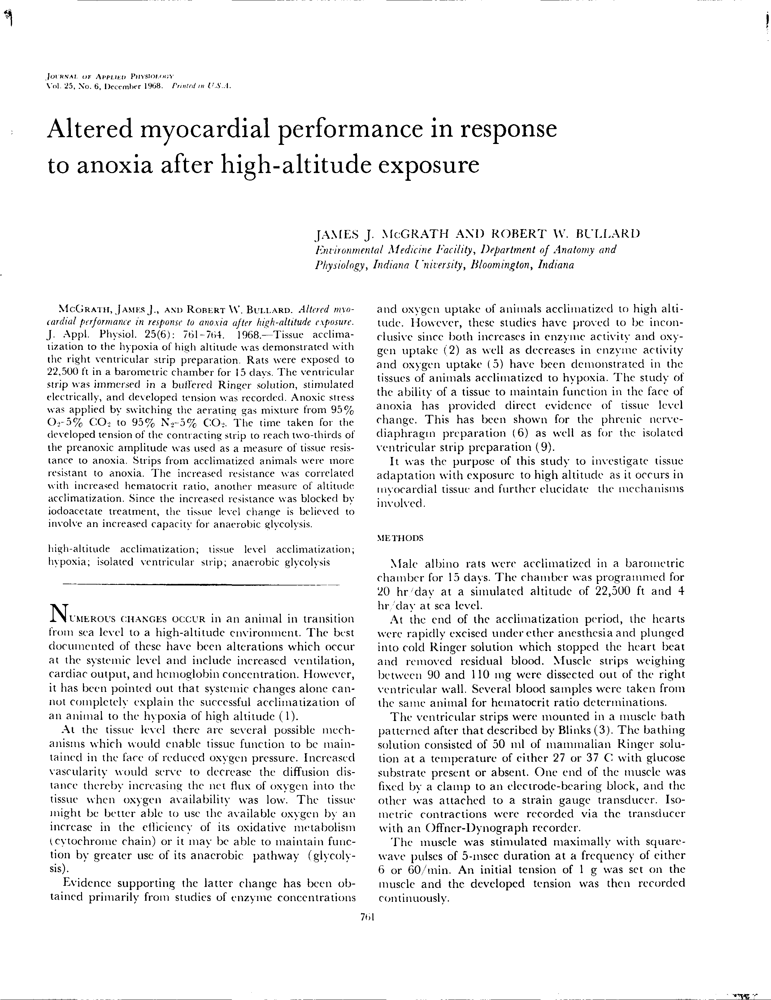 JOURNAL OF APPLIED PHYSIOLOGY
Vol. 25, No. 6, December 1968. Printed in U.S.A.
Altered myocardial performance in response
to anoxia after high-altitude exposure
JAMES J. McGRATH AND ROBERT W. BULLARD
Environmental Medicine Facility, Department of Anatomy and
Physiology, Indiana University, Bloomington, Indiana
McGRATH, JAMES J., AND ROBERT W. BULLARD. Altered myo-
cardial performance in response to anoxia after high-altitude exposure.
J. Appl. Physiol. 25(6): 761-764. 1968.—Tissue acclima-
tization to the hypoxia of high altitude was demonstrated with
the right ventricular strip preparation. Rats were exposed to
22,500 ft in a barometric chamber for 15 days. The ventricular
strip was immersed in a buffered Ringer solution, stimulated
electrically, and developed tension was recorded. Anoxic stress
was applied by switching the aerating gas mixture from 95%
O₂-5% CO₂ to 95% N₂-5% CO₂. The time taken for the
developed tension of the contracting strip to reach two-thirds of
the preanoxic amplitude was used as a measure of tissue resis-
tance to anoxia. Strips from acclimatized animals were more
resistant to anoxia. The increased resistance was correlated
with increased hematocrit ratio, another measure of altitude
acclimatization. Since the increased resistance was blocked by
iodoacetate treatment, the tissue level change is believed to
involve an increased capacity for anaerobic glycolysis.
high-altitude acclimatization; tissue level acclimatization;
hypoxia; isolated ventricular strip; anaerobic glycolysis
NUMEROUS CHANGES OCCUR in an animal in transition
from sea level to a high-altitude environment. The best
documented of these have been alterations which occur
at the systemic level and include increased ventilation,
cardiac output, and hemoglobin concentration. However,
it has been pointed out that systemic changes alone can-
not completely explain the successful acclimatization of
an animal to the hypoxia of high altitude (1).
At the tissue level there are several possible mech-
anisms which would enable tissue function to be main-
tained in the face of reduced oxygen pressure. Increased
vascularity would serve to decrease the diffusion dis-
tance thereby increasing the net flux of oxygen into the
tissue when oxygen availability was low. The tissue
might be better able to use the available oxygen by an
increase in the efficiency of its oxidative metabolism
(cytochrome chain) or it may be able to maintain func-
tion by greater use of its anaerobic pathway (glycoly-
sis).
Evidence supporting the latter change has been ob-
tained primarily from studies of enzyme concentrations
and oxygen uptake of animals acclimatized to high alti-
tude. However, these studies have proved to be incon-
clusive since both increases in enzyme activity and oxy-
gen uptake (2) as well as decreases in enzyme activity
and oxygen uptake (5) have been demonstrated in the
tissues of animals acclimatized to hypoxia. The study of
the ability of a tissue to maintain function in the face of
anoxia has provided direct evidence of tissue level
change. This has been shown for the phrenic nerve-
diaphragm preparation (6) as well as for the isolated
ventricular strip preparation (9).
It was the purpose of this study to investigate tissue
adaptation with exposure to high altitude as it occurs in
myocardial tissue and further elucidate the mechanisms
involved.
METHODS
Male albino rats were acclimatized in a barometric
chamber for 15 days. The chamber was programmed for
20 hr/day at a simulated altitude of 22,500 ft and 4
hr/day at sea level.
At the end of the acclimatization period, the hearts
were rapidly excised under ether anesthesia and plunged
into cold Ringer solution which stopped the heart beat
and removed residual blood. Muscle strips weighing
between 90 and 110 mg were dissected out of the right
ventricular wall. Several blood samples were taken from
the same animal for hematocrit ratio determinations.
The ventricular strips were mounted in a muscle bath
patterned after that described by Blinks (3). The bathing
solution consisted of 50 ml of mammalian Ringer solu-
tion at a temperature of either 27 or 37 C with glucose
substrate present or absent. One end of the muscle was
fixed by a clamp to an electrode-bearing block, and the
other was attached to a strain gauge transducer. Iso-
metric contractions were recorded via the transducer
with an Offner-Dynograph recorder.
The muscle was stimulated maximally with square-
wave pulses of 5-msec duration at a frequency of either
6 or 60/min. An initial tension of 1 g was set on the
muscle and the developed tension was then recorded
continuously.
761